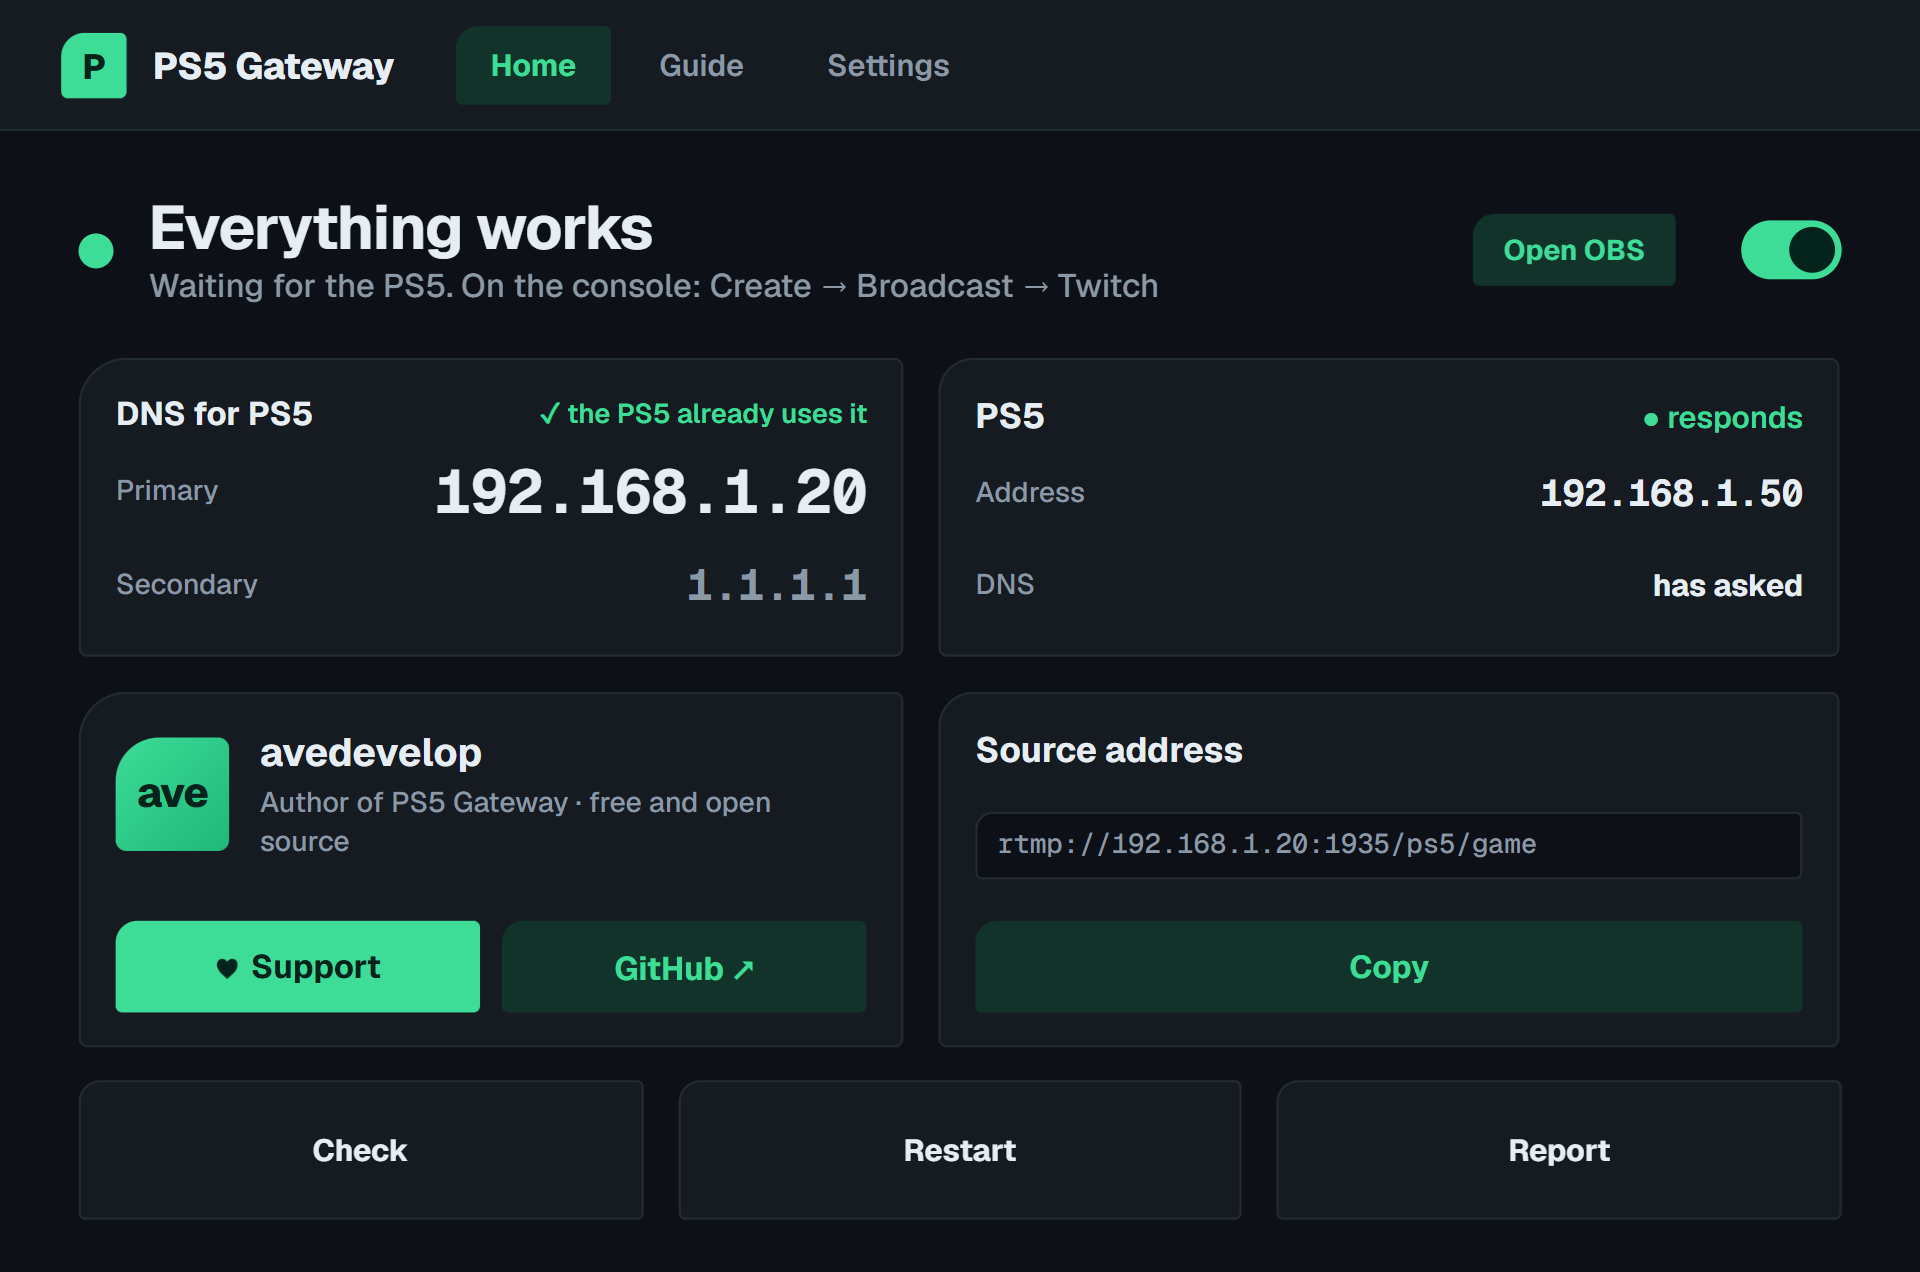 P
PS5 Gateway
Home
Guide
Settings
Everything works
Waiting for the PS5. On the console: Create → Broadcast → Twitch
Open OBS
DNS for PS5
✓ the PS5 already uses it
Primary
192.168.1.20
Secondary
1.1.1.1
PS5
● responds
Address
192.168.1.50
DNS
has asked
ave
avedevelop
Author of PS5 Gateway · free and open
source
♥ Support
GitHub ↗
Source address
rtmp://192.168.1.20:1935/ps5/game
Copy
Check
Restart
Report